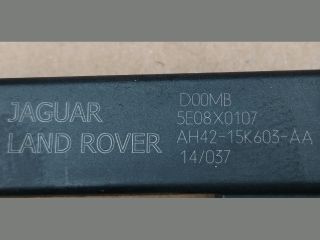 JAGUAR
LAND ROVER
D00MB
5E08X0107
AH42-15K603-AA
14/037